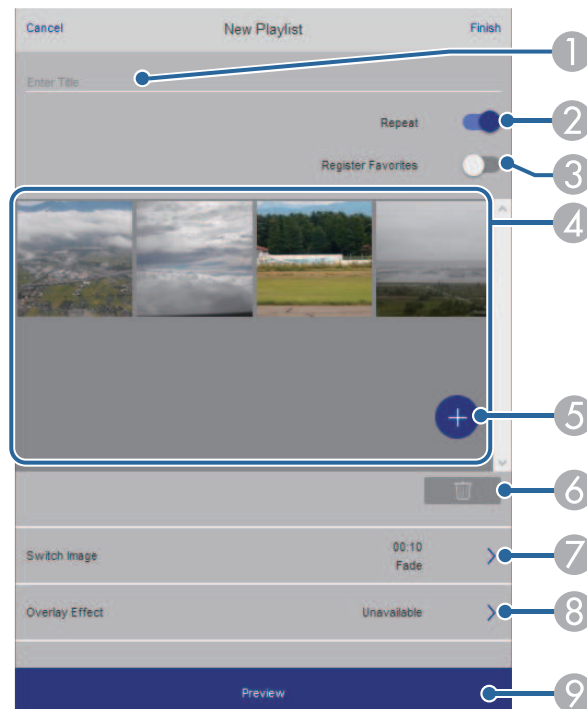 Cancel New Playlist Finish
1
Enter Title
Repeat 2
Register Favorites 3
4
5
6
Switch Image 00:10 7
Fade
Overlay Effect Unavailable 8
Preview 9